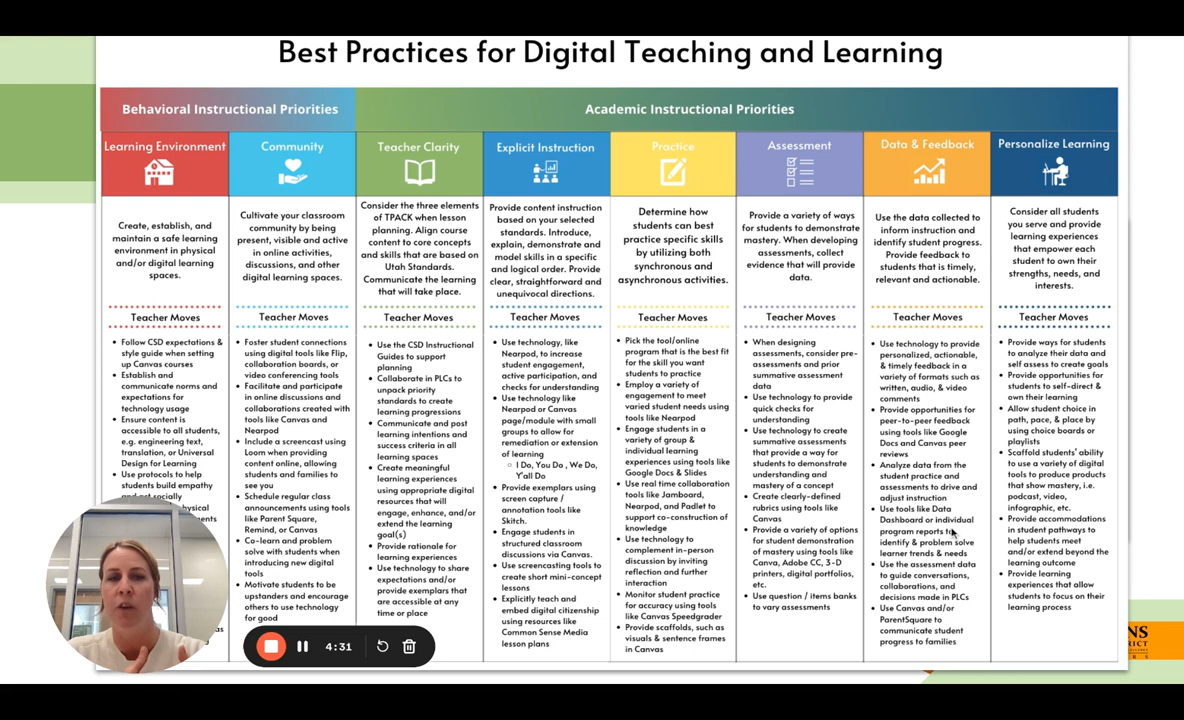 Best Practices for Digital Teaching and Learning
Behavioral Instructional Priorities
Academic Instructional Priorities
Learning Environment
Create, establish, and
maintain a safe learning
environment in physical
and/or digital learning
spaces.
Teacher Moves
• Follow CSD expectations &
style guide when setting
up Canvas courses
• Establish and
communicate norms and
expectations for
technology usage
• Ensure content is
accessible to all students,
e.g. engineering text,
translation, or Universal
Design for Learning
• Use protocols to help
students build empathy
socially
Community
Cultivate your classroom
community by being
present, visible and active
in online activities,
discussions, and other
digital learning spaces.
Teacher Moves
• Foster student connections
using digital tools like Flip,
collaboration boards, or
video conferencing tools
• Facilitate and participate
in online discussions and
collaborations created with
tools like Canvas and
Nearpod
• Include a screencast using
Loom when providing
content online, allowing
students and families to
see you
• Schedule regular class
announcements using tools
like Parent Square,
Remind, or Canvas
• Co-learn and problem
solve with students when
introducing new digital
tools
• Motivate students to be
upstanders and encourage
others to use technology
for good
Teacher Clarity
Consider the three elements
of TPACK when lesson
planning. Align course
content to core concepts
and skills that are based on
Utah Standards.
Communicate the learning
that will take place.
Teacher Moves
• Use the CSD Instructional
Guides to support
planning
• Collaborate in PLCs to
unpack priority
standards to create
learning progressions
• Communicate and post
learning intentions and
success criteria in all
learning spaces
• Create meaningful
learning experiences
using appropriate digital
resources that will
engage, enhance, and/or
extend the learning
goal(s)
• Provide rationale for
learning experiences
• Use technology to share
expectations and/or
provide exemplars that
are accessible at any
time or place
Explicit Instruction
Provide content instruction
based on your selected
standards. Introduce,
explain, demonstrate and
model skills in a specific
and logical order. Provide
clear, straightforward and
unequivocal directions.
Teacher Moves
• Use technology, like
Nearpod, to increase
student engagement,
active participation, and
checks for understanding
• Use technology like
Nearpod or Canvas
page/module with small
groups to allow for
remediation or extension
of learning
○ I Do, You Do , We Do,
Y'all Do
• Provide exemplars using
screen capture /
annotation tools like
Skitch.
• Engage students in
structured classroom
discussions via Canvas.
• Use screencasting tools to
create short mini-concept
lessons
• Explicitly teach and
embed digital citizenship
using resources like
Common Sense Media
lesson plans
Practice
Determine how
students can best
practice specific skills
by utilizing both
synchronous and
asynchronous activities.
Teacher Moves
• Pick the tool/online
program that is the best fit
for the skill you want
students to practice
• Employ a variety of
engagement to meet
varied student needs using
tools like Nearpod
• Engage students in a
variety of group &
individual learning
experiences using tools like
Google Docs & Slides
• Use real time collaboration
tools like Jamboard,
Nearpod, and Padlet to
support co-construction of
knowledge
• Use technology to
complement in-person
discussion by inviting
reflection and further
interaction
• Monitor student practice
for accuracy using tools
like Canvas Speedgrader
• Provide scaffolds, such as
visuals & sentence frames
in Canvas
Assessment
Provide a variety of ways
for students to demonstrate
mastery. When developing
assessments, collect
evidence that will provide
data.
Teacher Moves
• When designing
assessments, consider pre-
assessments and prior
summative assessment
data
• Use technology to provide
quick checks for
understanding
• Use technology to create
summative assessments
that provide a way for
students to demonstrate
understanding and
mastery of a concept
• Create clearly-defined
rubrics using tools like
Canvas
• Provide a variety of options
for student demonstration
of mastery using tools like
Canva, Adobe CC, 3-D
printers, digital portfolios,
etc.
• Use question / items banks
to vary assessments
Data & Feedback
Use the data collected to
inform instruction and
identify student progress.
Provide feedback to
students that is timely,
relevant and actionable.
Teacher Moves
• Use technology to provide
personalized, actionable,
& timely feedback in a
variety of formats such as
written, audio, & video
comments
• Provide opportunities for
peer-to-peer feedback
using tools like Google
Docs and Canvas peer
reviews
• Analyze data from the
student practice and
assessments to drive and
adjust instruction
• Use tools like Data
Dashboard or individual
program reports to
identify & problem solve
learner trends & needs
• Use the assessment data
to guide conversations,
collaborations, and
decisions made in PLCs
• Use Canvas and/or
ParentSquare to
communicate student
progress to families
Personalize Learning
Consider all students
you serve and provide
learning experiences
that empower each
student to own their
strengths, needs, and
interests.
Teacher Moves
• Provide ways for students
to analyze their data and
self assess to create goals
• Provide opportunities for
students to self-direct &
own their learning
• Allow student choice in
path, pace, & place by
using choice boards or
playlists
• Scaffold students' ability
to use a variety of digital
tools to produce products
that show mastery, i.e.
podcast, video,
infographic, etc.
• Provide accommodations
in student pathways to
help students meet
and/or extend beyond the
learning outcome
• Provide learning
experiences that allow
students to focus on their
learning process
4:31